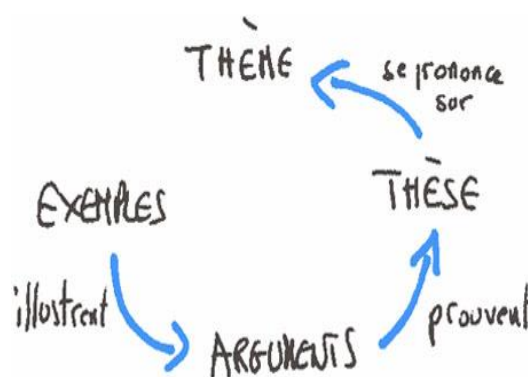 THÈME
se prononce
sur
THÈSE
EXEMPLES
illustrent
prouvent
ARGUMENTS